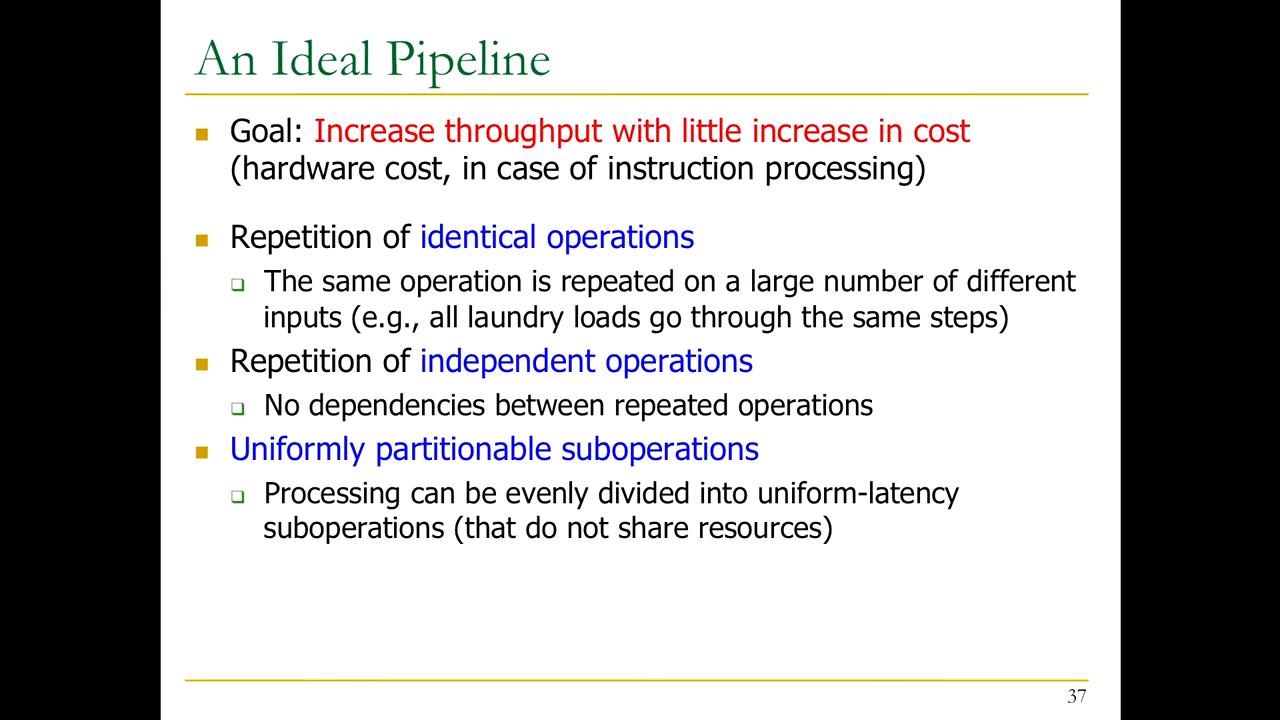 An Ideal Pipeline
Goal: Increase throughput with little increase in cost
(hardware cost, in case of instruction processing)
Repetition of identical operations
The same operation is repeated on a large number of different
inputs (e.g., all laundry loads go through the same steps)
Repetition of independent operations
No dependencies between repeated operations
Uniformly partitionable suboperations
Processing can be evenly divided into uniform-latency
suboperations (that do not share resources)
37